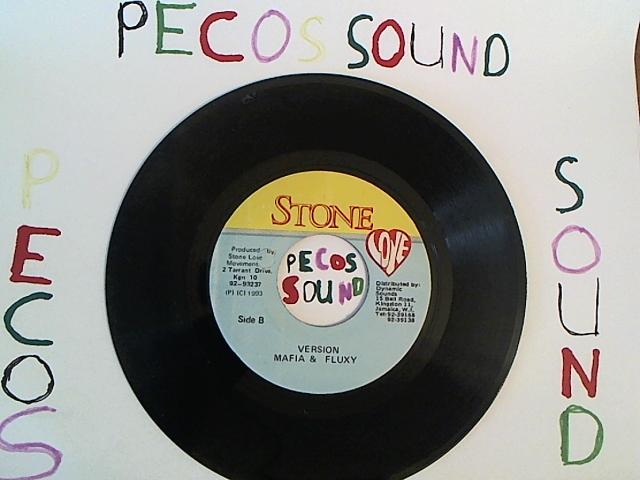 PECOS SOUND
PECOS
SOUND
STONE
LOVE
Produced by:
Stone Love
Movement.
2 Tarrant Drive,
Kgn 10
92-93237
(P) (C) 1993
Side B
PECOS
SOUND
Distributed by:
Dynamic
Sounds
15 Bell Road,
Kingston 11,
Jamaica, W.I.
Tel:92-39168
92-39138
VERSION
MAFIA & FLUXY